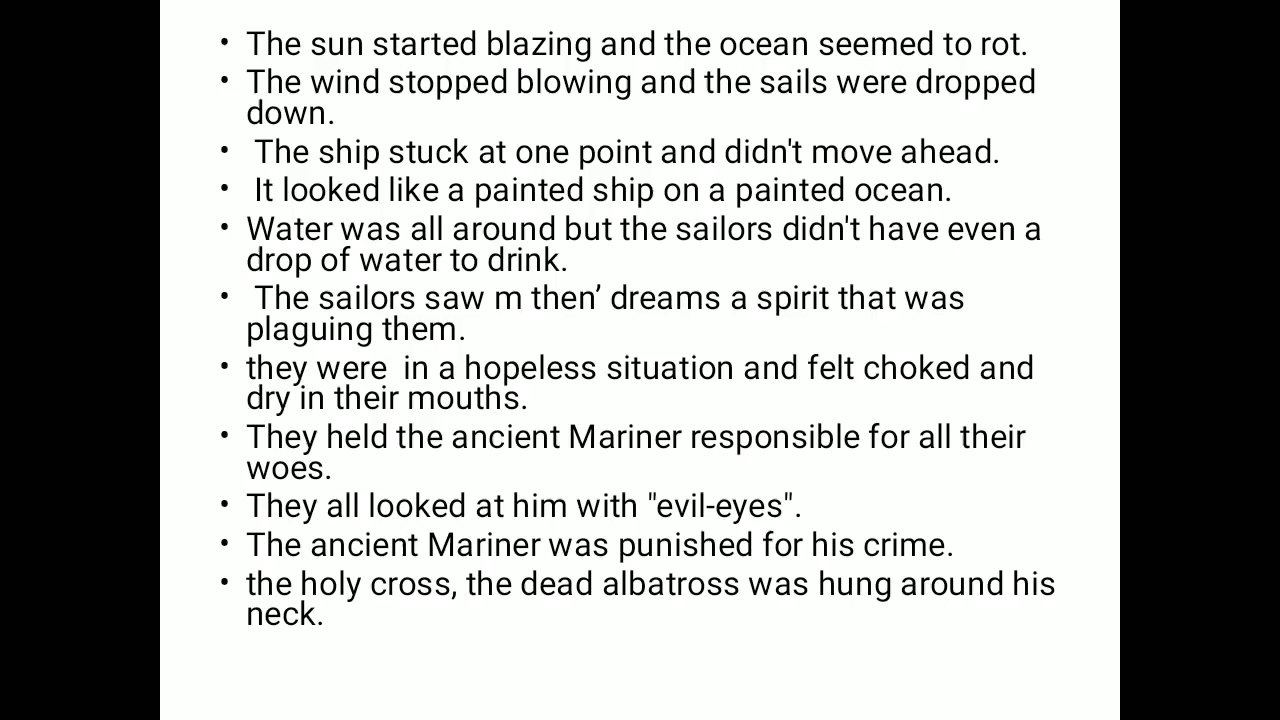 • The sun started blazing and the ocean seemed to rot.
• The wind stopped blowing and the sails were dropped
down.
• The ship stuck at one point and didn't move ahead.
• It looked like a painted ship on a painted ocean.
• Water was all around but the sailors didn't have even a
drop of water to drink.
• The sailors saw m then’ dreams a spirit that was
plaguing them.
• they were  in a hopeless situation and felt choked and
dry in their mouths.
• They held the ancient Mariner responsible for all their
woes.
• They all looked at him with "evil-eyes".
• The ancient Mariner was punished for his crime.
• the holy cross, the dead albatross was hung around his
neck.